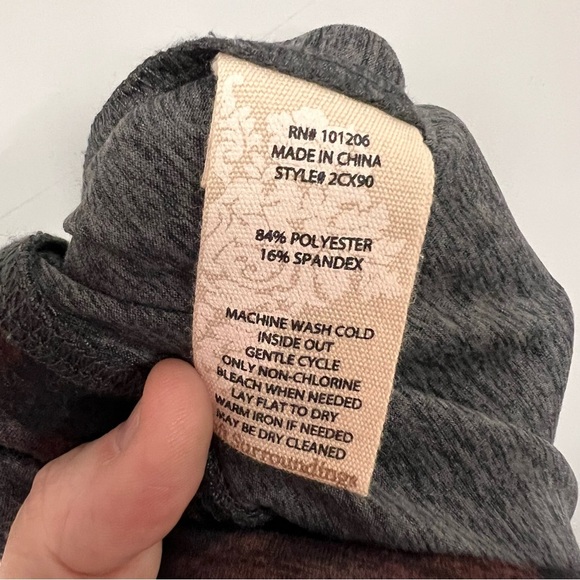 RN# 101206
MADE IN CHINA
STYLE# 2CX90
84% POLYESTER
16% SPANDEX
MACHINE WASH COLD
INSIDE OUT
GENTLE CYCLE
ONLY NON-CHLORINE
BLEACH WHEN NEEDED
LAY FLAT TO DRY
WARM IRON IF NEEDED
MAY BE DRY CLEANED
Surroundings